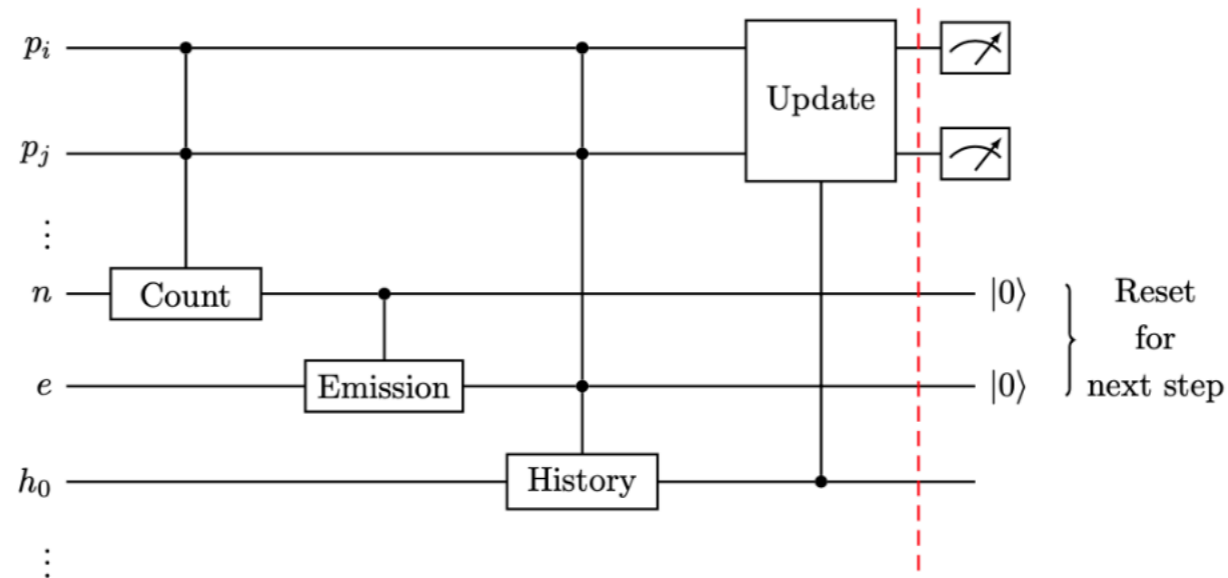 p_i
Update
p_j
⋮
n
Count
|0⟩
Reset
for
next step
e
Emission
|0⟩
h_0
History
⋮